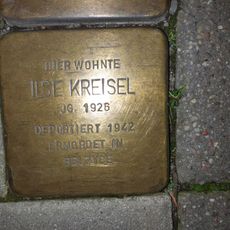 HIER WOHNTE
ILSE KREISEL
JG. 1926
DEPORTIERT 1942
ERMORDET IN
BELZYCE